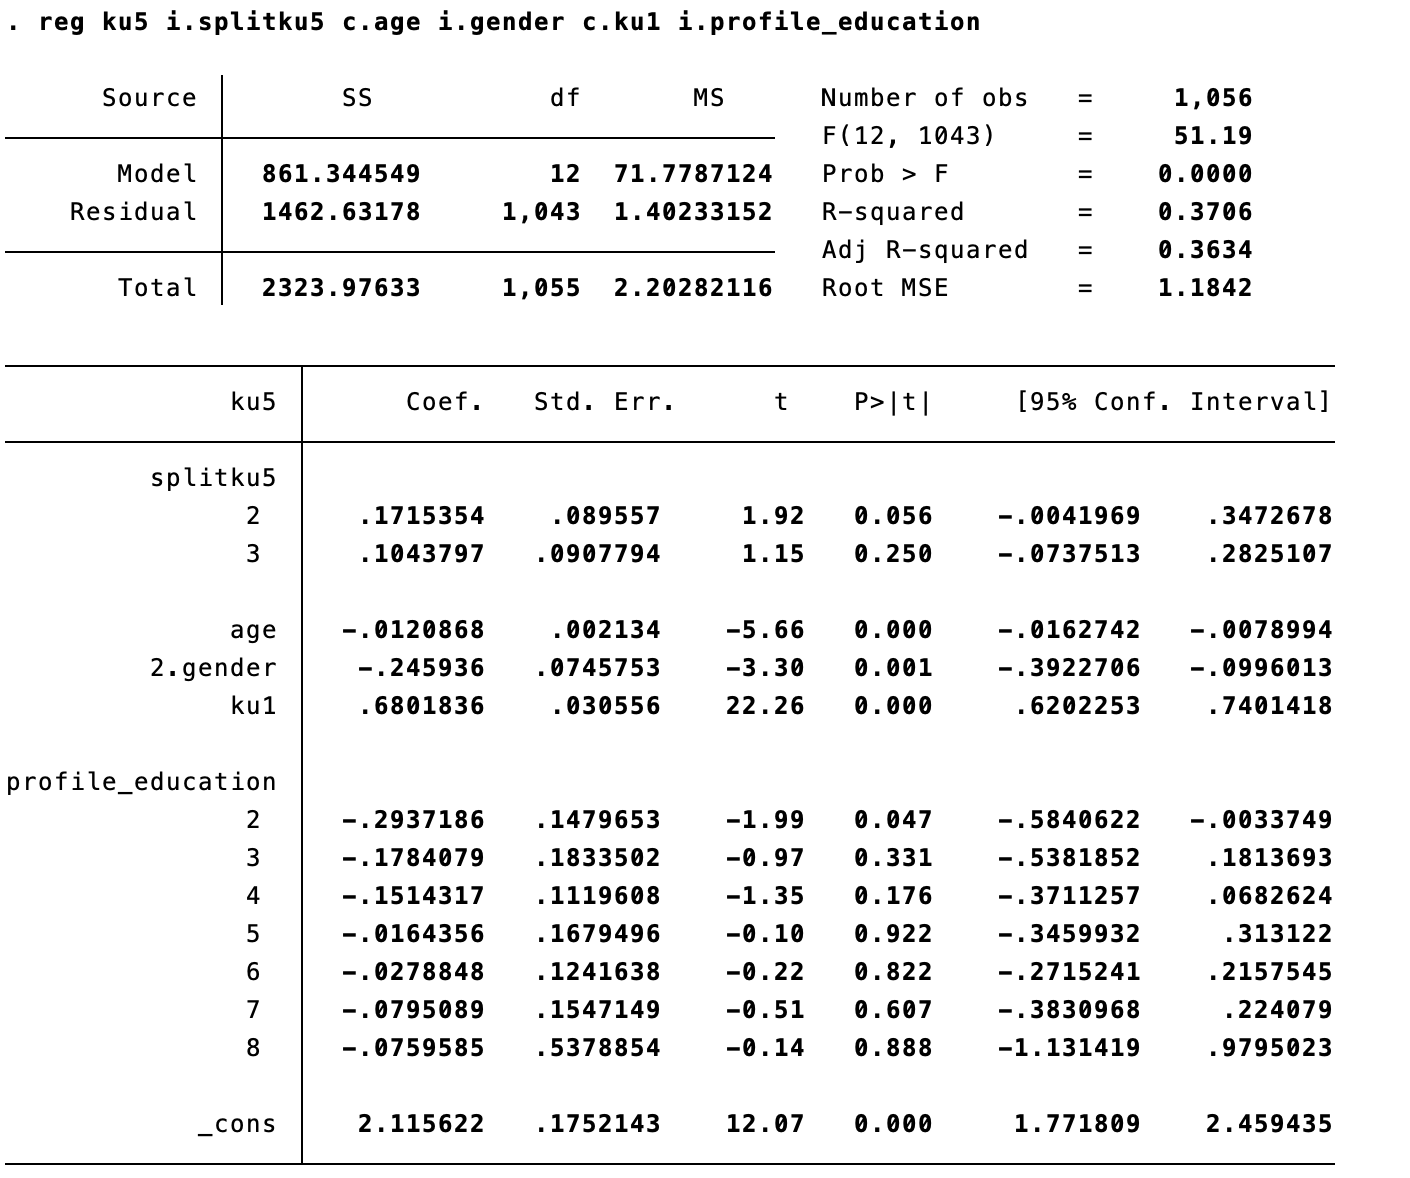 . reg ku5 i.splitku5 c.age i.gender c.ku1 i.profile_education
Source SS df MS Number of obs = 1,056
F(12, 1043) = 51.19
Model 861.344549 12 71.7787124 Prob > F = 0.0000
Residual 1462.63178 1,043 1.40233152 R-squared = 0.3706
Adj R-squared = 0.3634
Total 2323.97633 1,055 2.20282116 Root MSE = 1.1842
ku5 Coef. Std. Err. t P>|t| [95% Conf. Interval]
splitku5
2 .1715354 .089557 1.92 0.056 -.0041969 .3472678
3 .1043797 .0907794 1.15 0.250 -.0737513 .2825107
age -.0120868 .002134 -5.66 0.000 -.0162742 -.0078994
2.gender -.245936 .0745753 -3.30 0.001 -.3922706 -.0996013
ku1 .6801836 .030556 22.26 0.000 .6202253 .7401418
profile_education
2 -.2937186 .1479653 -1.99 0.047 -.5840622 -.0033749
3 -.1784079 .1833502 -0.97 0.331 -.5381852 .1813693
4 -.1514317 .1119608 -1.35 0.176 -.3711257 .0682624
5 -.0164356 .1679496 -0.10 0.922 -.3459932 .313122
6 -.0278848 .1241638 -0.22 0.822 -.2715241 .2157545
7 -.0795089 .1547149 -0.51 0.607 -.3830968 .224079
8 -.0759585 .5378854 -0.14 0.888 -1.131419 .9795023
_cons 2.115622 .1752143 12.07 0.000 1.771809 2.459435